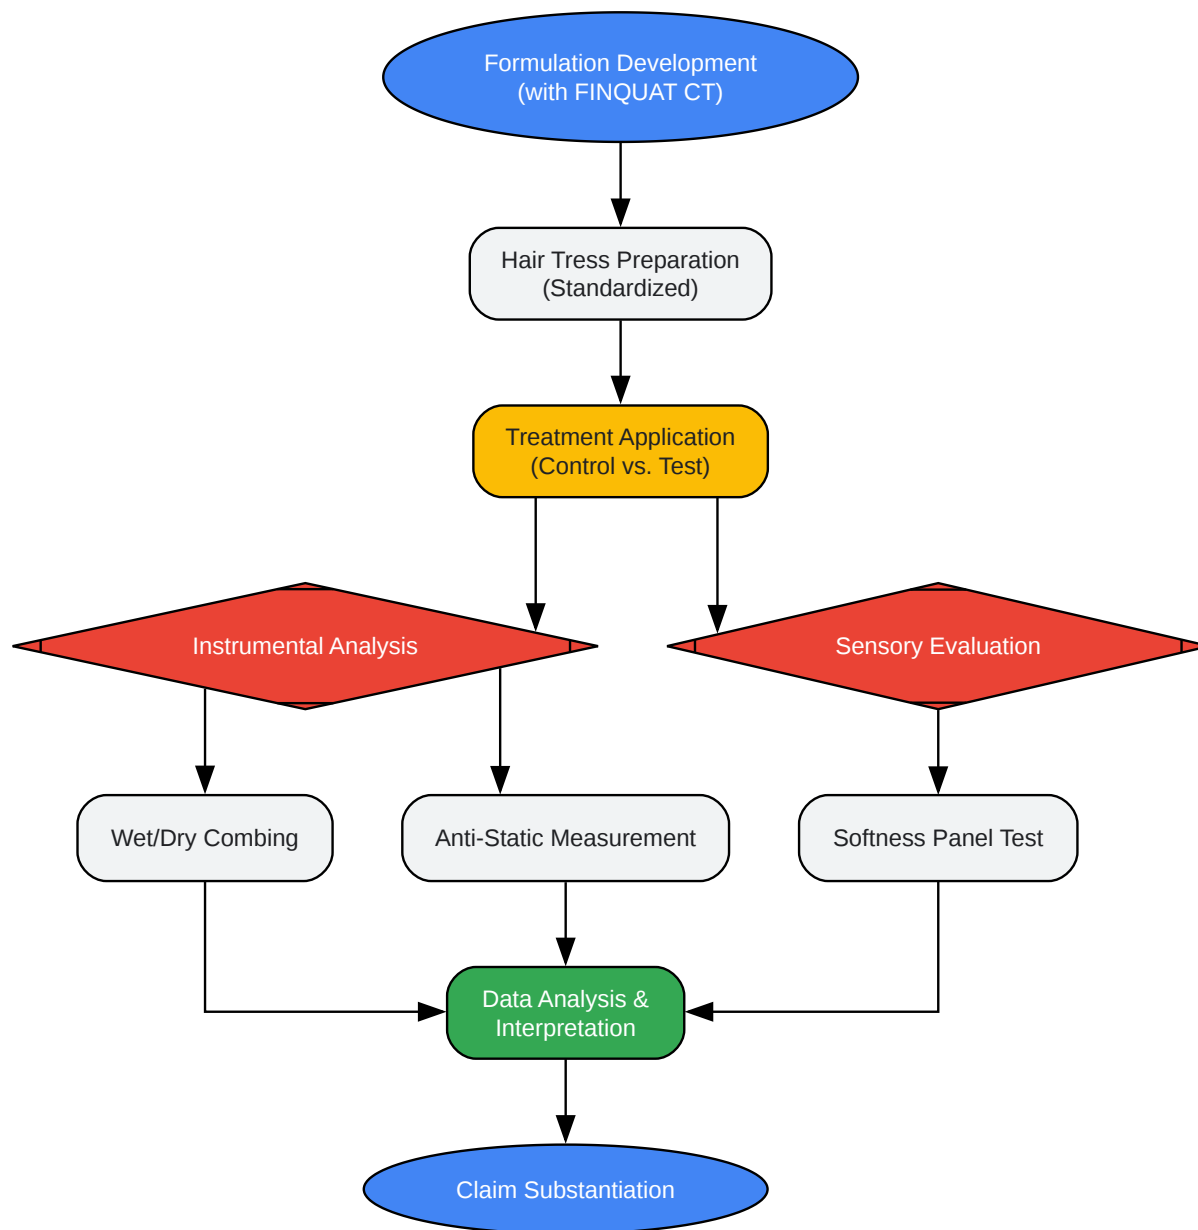 Formulation Development
(with FINQUAT CT)
Hair Tress Preparation
(Standardized)
Treatment Application
(Control vs. Test)
Instrumental Analysis
Sensory Evaluation
Wet/Dry Combing
Anti-Static Measurement
Softness Panel Test
Data Analysis &
Interpretation
Claim Substantiation